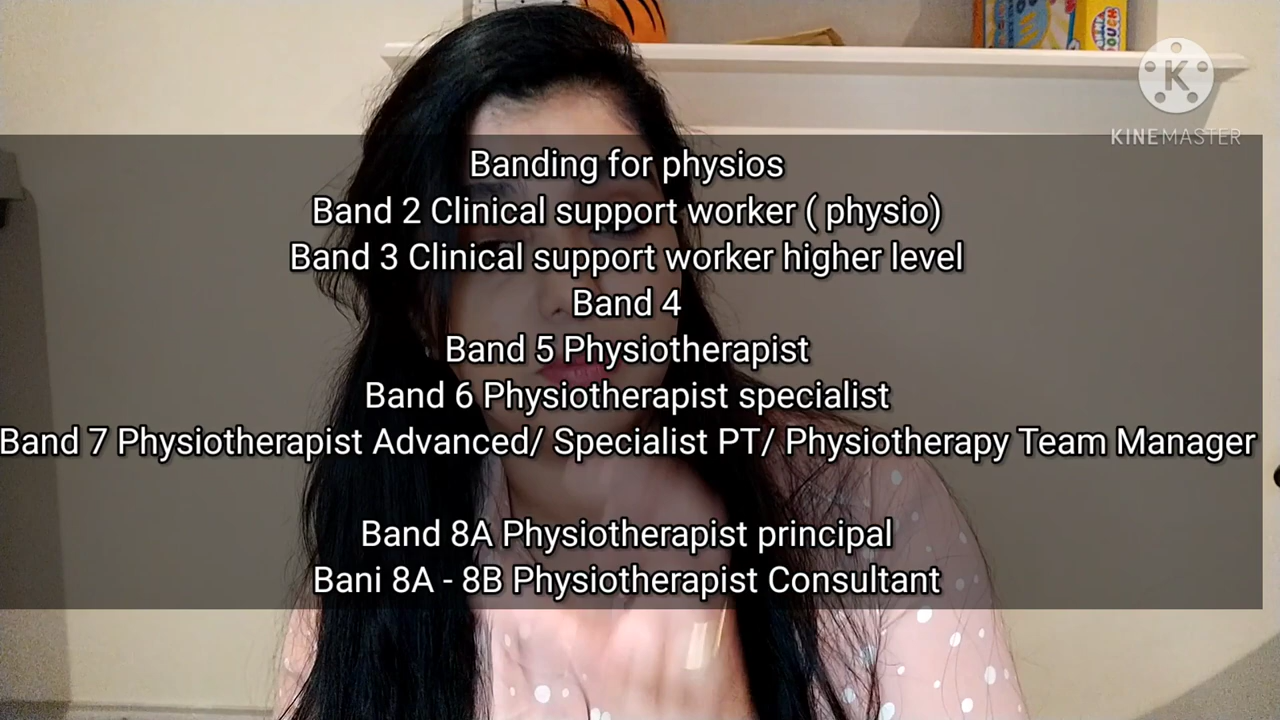 DOUCH
K
KINEMASTER
Banding for physios
Band 2 Clinical support worker ( physio)
Band 3 Clinical support worker higher level
Band 4
Band 5 Physiotherapist
Band 6 Physiotherapist specialist
Band 7 Physiotherapist Advanced/ Specialist PT/ Physiotherapy Team Manager
Band 8A Physiotherapist principal
Bani 8A - 8B Physiotherapist Consultant